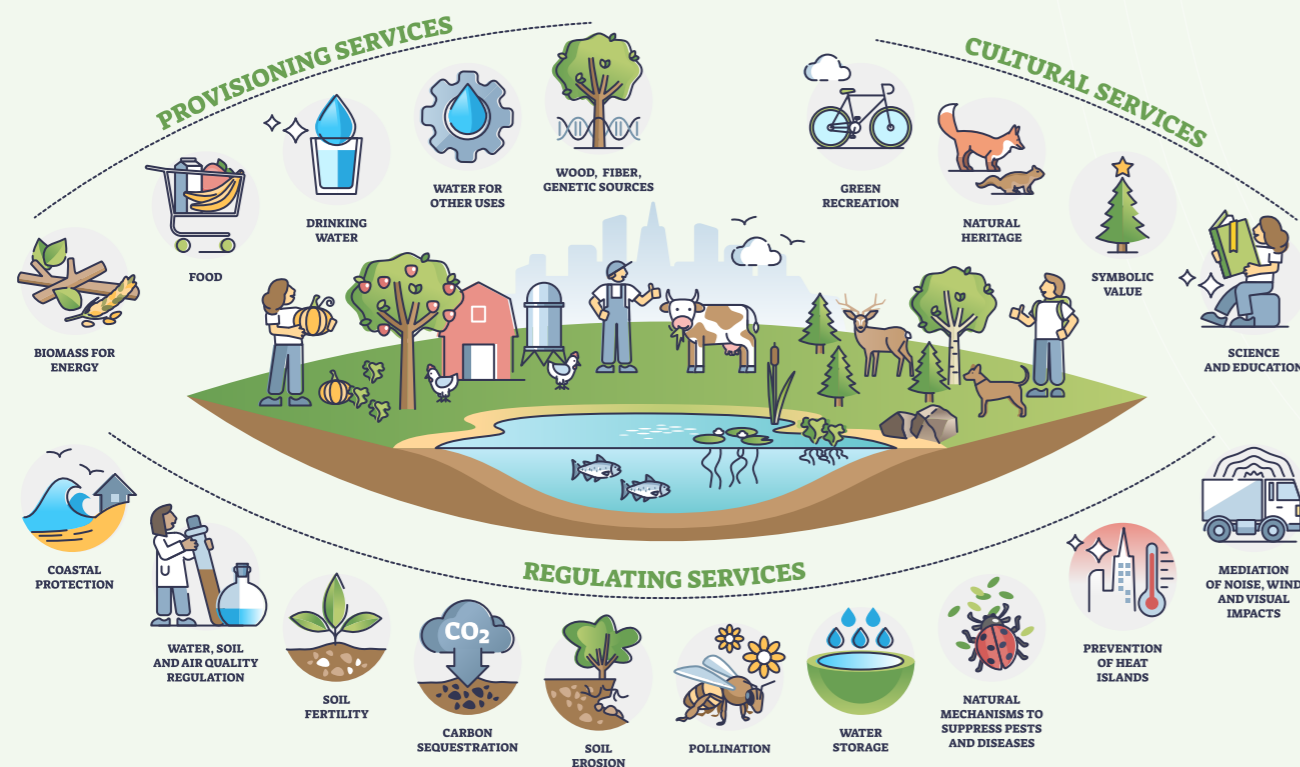 PROVISIONING SERVICES
CULTURAL SERVICES
BIOMASS FOR
ENERGY
FOOD
DRINKING
WATER
WATER FOR
OTHER USES
WOOD, FIBER,
GENETIC SOURCES
GREEN
RECREATION
NATURAL
HERITAGE
SYMBOLIC
VALUE
SCIENCE
AND EDUCATION
REGULATING SERVICES
COASTAL
PROTECTION
WATER, SOIL
AND AIR QUALITY
REGULATION
SOIL
FERTILITY
CO₂
CARBON
SEQUESTRATION
SOIL
EROSION
POLLINATION
WATER
STORAGE
NATURAL
MECHANISMS TO
SUPPRESS PESTS
AND DISEASES
PREVENTION
OF HEAT
ISLANDS
MEDIATION
OF NOISE, WIND
AND VISUAL
IMPACTS